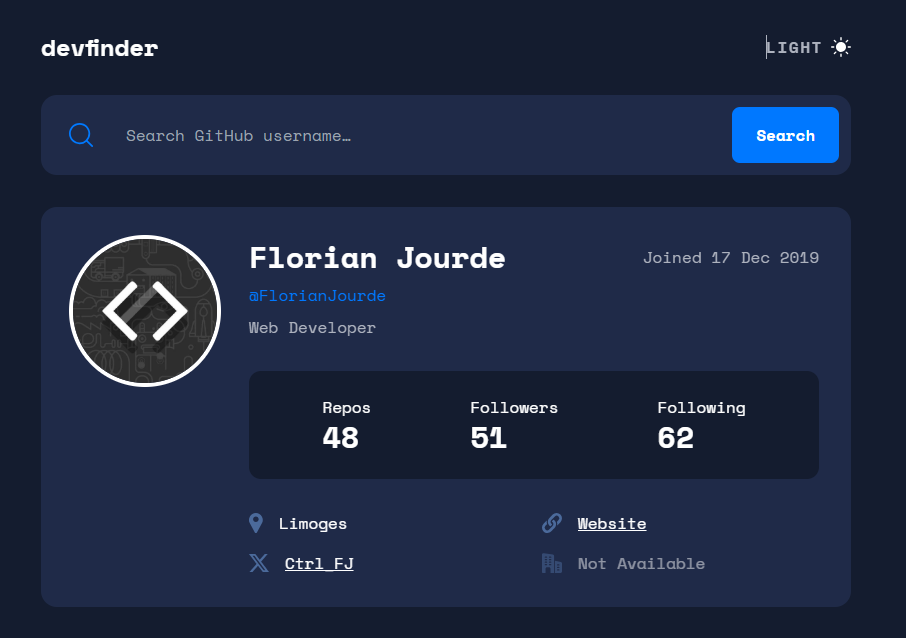 devfinder
LIGHT
Search GitHub username…
Search
Florian Jourde
Joined 17 Dec 2019
@FlorianJourde
Web Developer
Repos Followers Following
48 51 62
Limoges Website
Ctrl_FJ Not Available